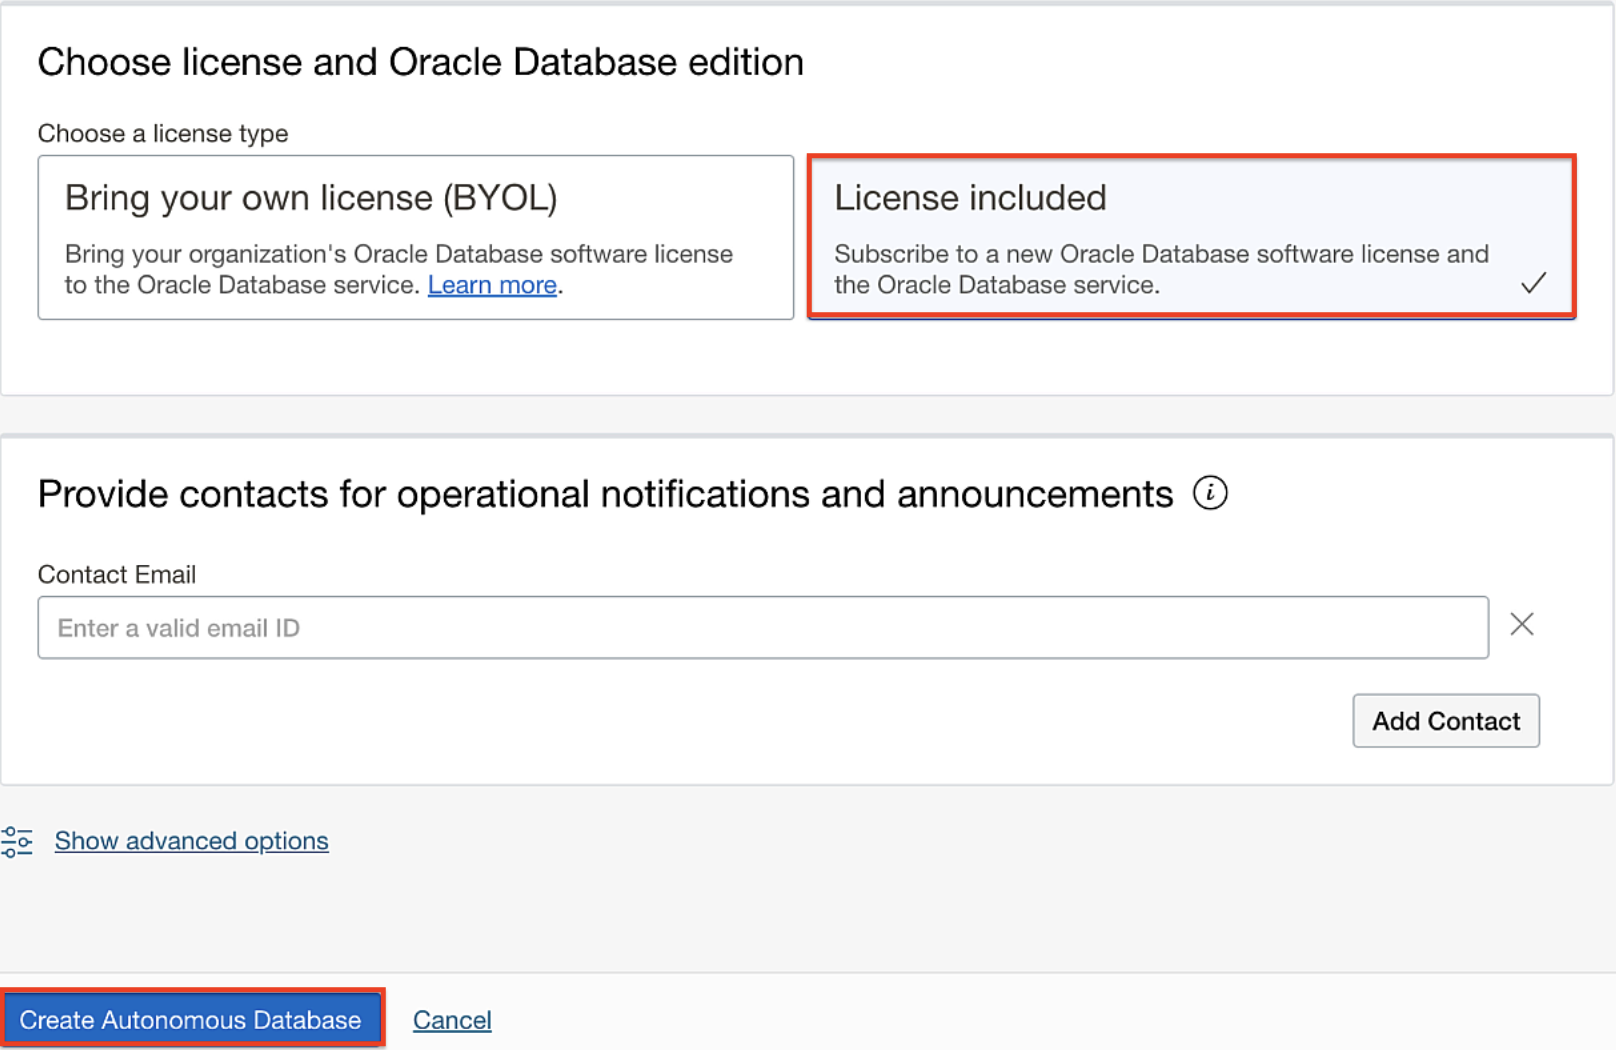 Choose license and Oracle Database edition
Choose a license type
Bring your own license (BYOL)
Bring your organization's Oracle Database software license
to the Oracle Database service. Learn more.
License included
Subscribe to a new Oracle Database software license and
the Oracle Database service.
Provide contacts for operational notifications and announcements
Contact Email
Enter a valid email ID
Add Contact
Show advanced options
Create Autonomous Database
Cancel